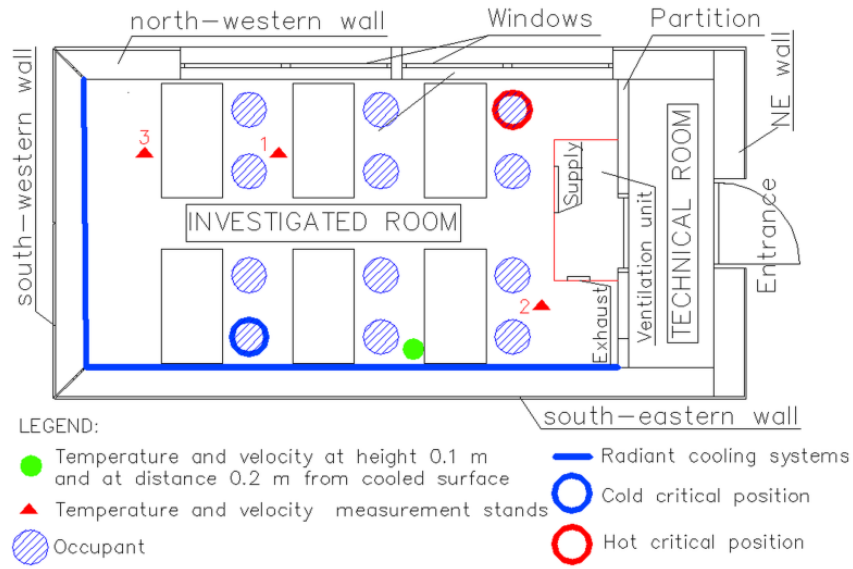 north-western wall
Windows
Partition
south-western wall
NE wall
3
1
Supply
INVESTIGATED ROOM
Ventilation unit
TECHNICAL ROOM
Entrance
2
Exhaust
south-eastern wall
LEGEND:
Temperature and velocity at height 0.1 m
and at distance 0.2 m from cooled surface
Temperature and velocity measurement stands
Occupant
Radiant cooling systems
Cold critical position
Hot critical position